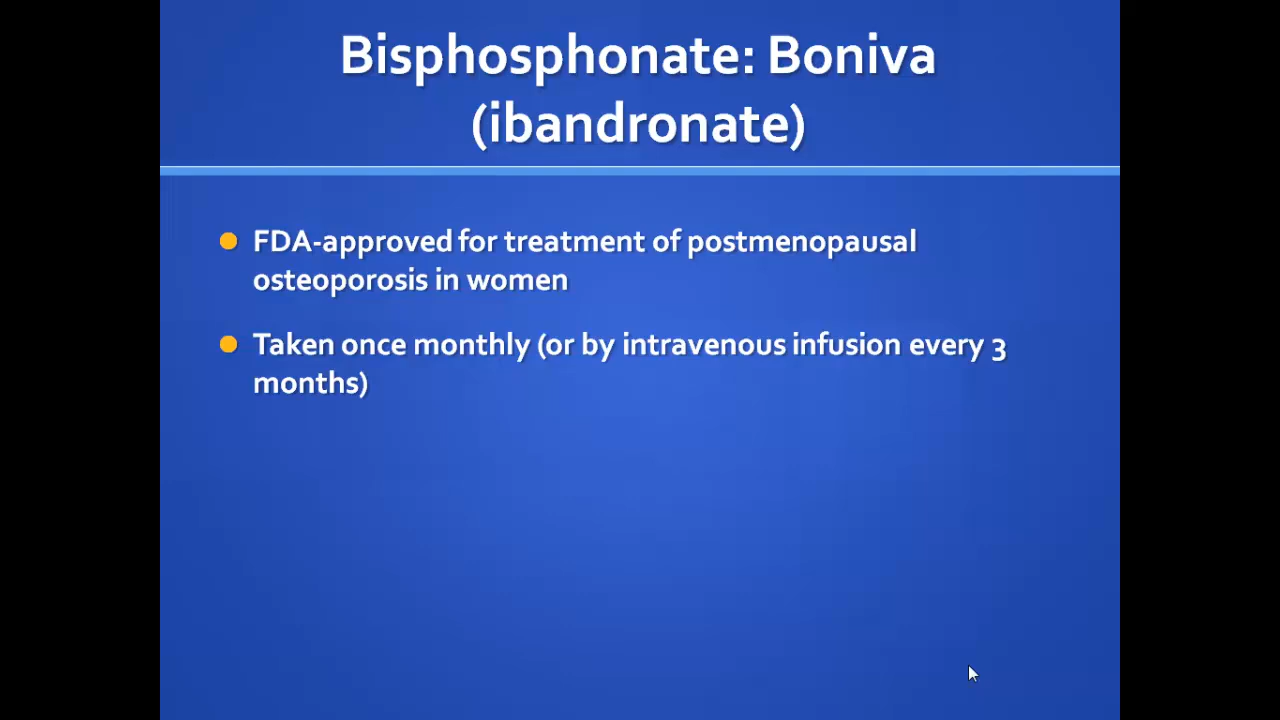 Bisphosphonate: Boniva
(ibandronate)
FDA-approved for treatment of postmenopausal
osteoporosis in women
Taken once monthly (or by intravenous infusion every 3
months)